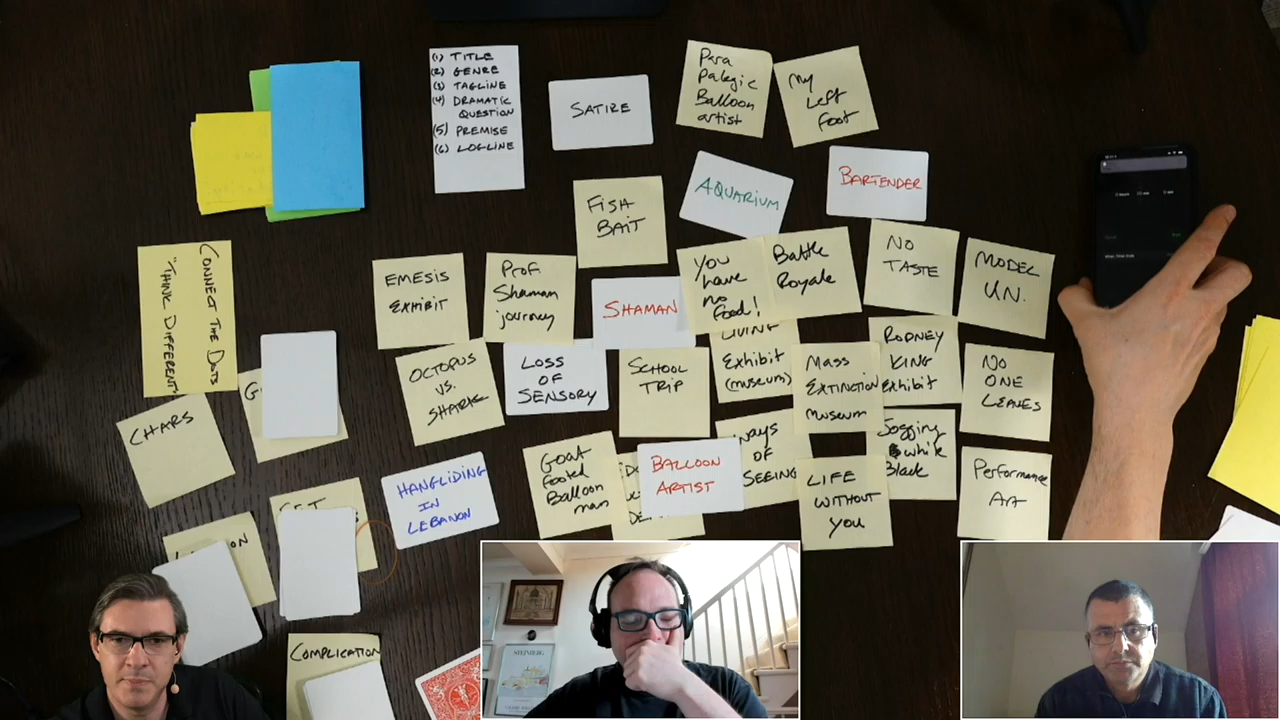 (1) TITLE
(2) GENRE
(3) TAGLINE
(4) DRAMATIC
QUESTION
(5) PREMISE
(6) LOGLINE
SATIRE
Para
Palegic
Balloon
artist
My
Left
Foot
AQUARIUM
BARTENDER
FISH
BAIT
CONNECT THE DOTS
"THINK DIFFERENT"
EMESIS
EXHIBIT
Prof
Shaman
journey
SHAMAN
You
have
no
food!
Battle
Royale
NO
TASTE
MODEL
U.N.
OCTOPUS
VS.
SHARK
LOSS
OF
SENSORY
SCHOOL
TRIP
LIVING
Exhibit
(museum)
MASS
EXTINCTION
MUSEUM
RODNEY
KING
Exhibit
NO
ONE
LEAVES
CHARS
G
HANGLIDING
IN
LEBANON
GOAT
footed
Balloon
man
BALLOON
ARTIST
WAYS
OF
SEEING
LIFE
WITHOUT
YOU
Jogging
white
Black
Performance
Art
COMPLICATION
STEINBERG